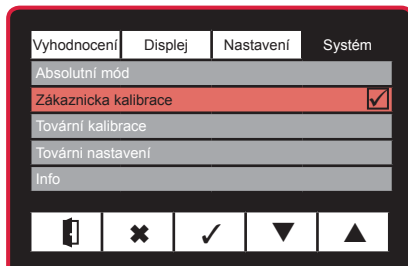 Vyhodnocení Displej Nastavení Systém
Absolutní mód
Zákaznicka kalibrace
Tovární kalibrace
Továrni nastavení
Info